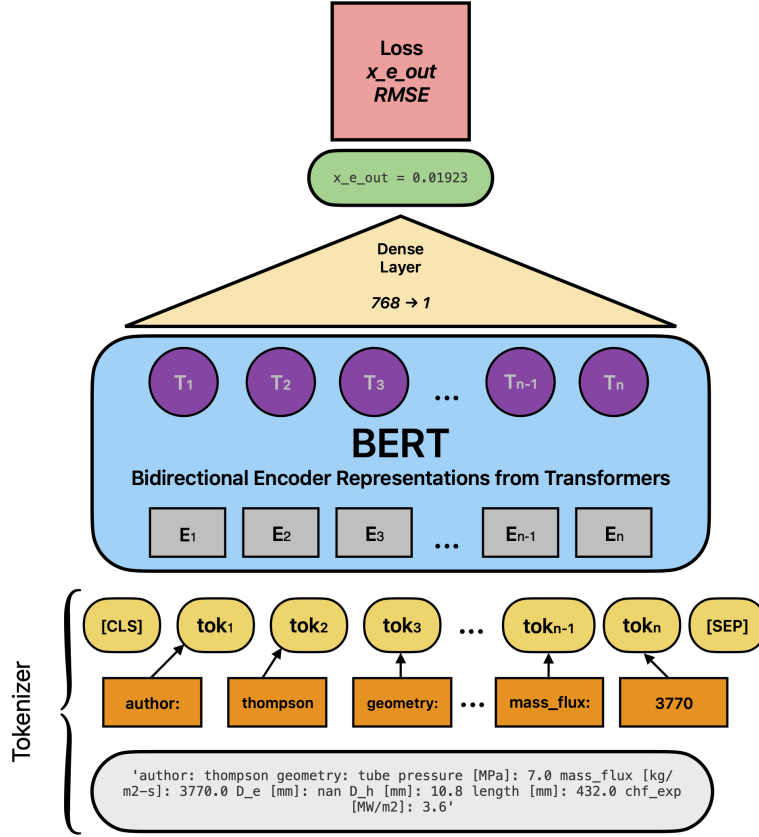 Loss
x_e_out
RMSE
x_e_out = 0.01923
Dense
Layer
768 → 1
T1 T2 T3 ... Tn-1 Tn
BERT
Bidirectional Encoder Representations from Transformers
E1 E2 E3 ... En-1 En
[CLS] tok1 tok2 tok3 ... tokn-1 tokn [SEP]
author: thompson geometry: ... mass_flux: 3770
Tokenizer
'author: thompson geometry: tube pressure [MPa]: 7.0 mass_flux [kg/
m2-s]: 3770.0 D_e [mm]: nan D_h [mm]: 10.8 length [mm]: 432.0 chf_exp
[MW/m2]: 3.6'